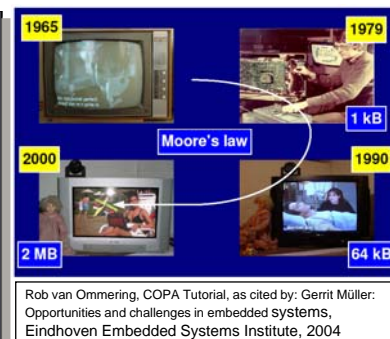 1965
1979
1 kB
Moore's law
2000
1990
2 MB
64 kB
Rob van Ommering, COPA Tutorial, as cited by: Gerrit Müller:
Opportunities and challenges in embedded systems,
Eindhoven Embedded Systems Institute, 2004